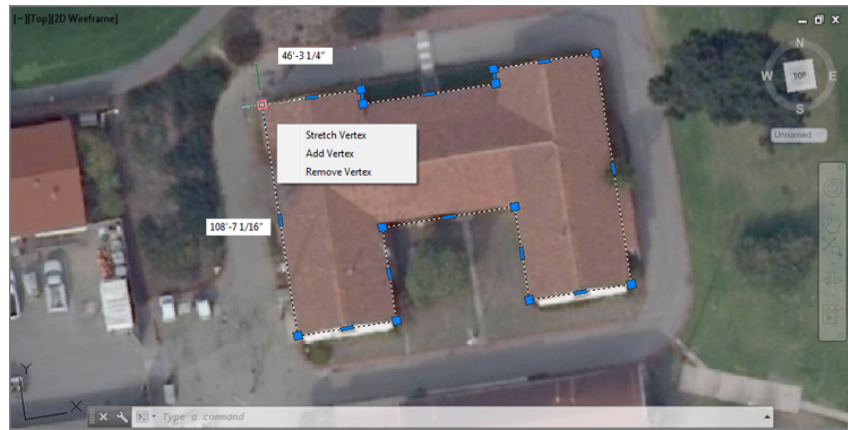 [−][Top][2D Wireframe]
N
W
TOP
E
S
Unnamed
46'-3 1/4"
Stretch Vertex
Add Vertex
Remove Vertex
108'-7 1/16"
Y
X
Type a command